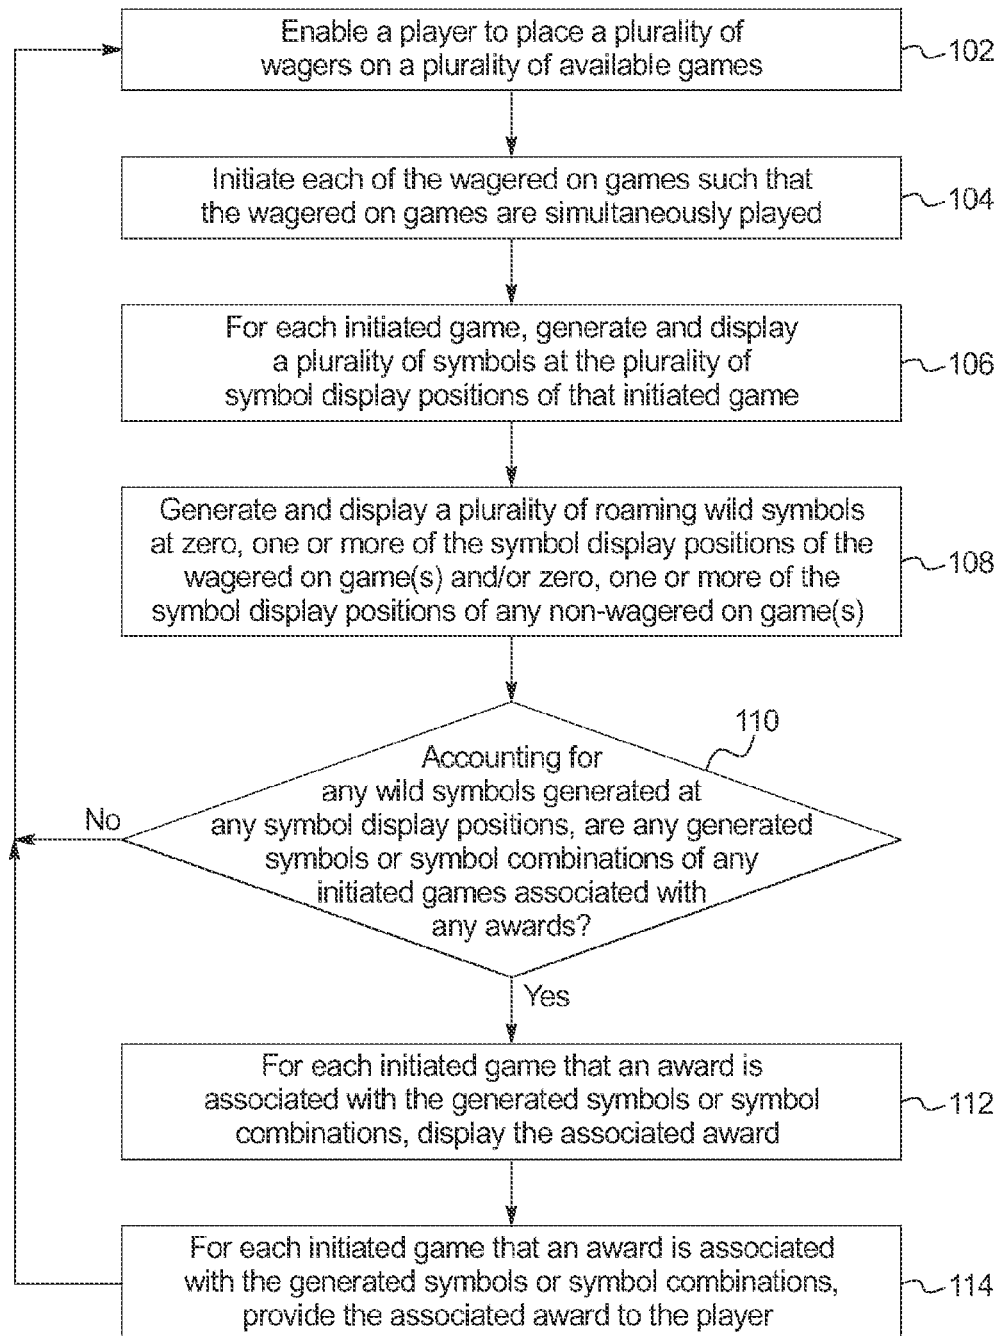 Enable a player to place a plurality of
wagers on a plurality of available games
102
Initiate each of the wagered on games such that
the wagered on games are simultaneously played
104
For each initiated game, generate and display
a plurality of symbols at the plurality of
symbol display positions of that initiated game
106
Generate and display a plurality of roaming wild symbols
at zero, one or more of the symbol display positions of the
wagered on game(s) and/or zero, one or more of the
symbol display positions of any non-wagered on game(s)
108
110
Accounting for
any wild symbols generated at
any symbol display positions, are any generated
symbols or symbol combinations of any
initiated games associated with
any awards?
No
Yes
For each initiated game that an award is
associated with the generated symbols or symbol
combinations, display the associated award
112
For each initiated game that an award is associated
with the generated symbols or symbol combinations,
provide the associated award to the player
114